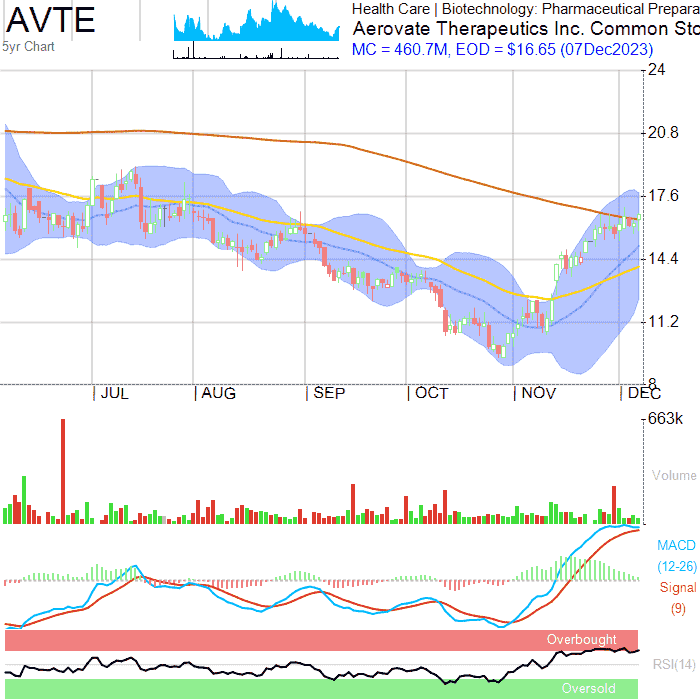 AVTE
5yr Chart
Health Care | Biotechnology: Pharmaceutical Prepara
Aerovate Therapeutics Inc. Common Sto
MC = 460.7M, EOD = $16.65 (07Dec2023)
24
20.8
17.6
14.4
11.2
8
JUL AUG SEP OCT NOV DEC
663k
Volume
MACD
(12-26)
Signal
(9)
Overbought
RSI(14)
Oversold